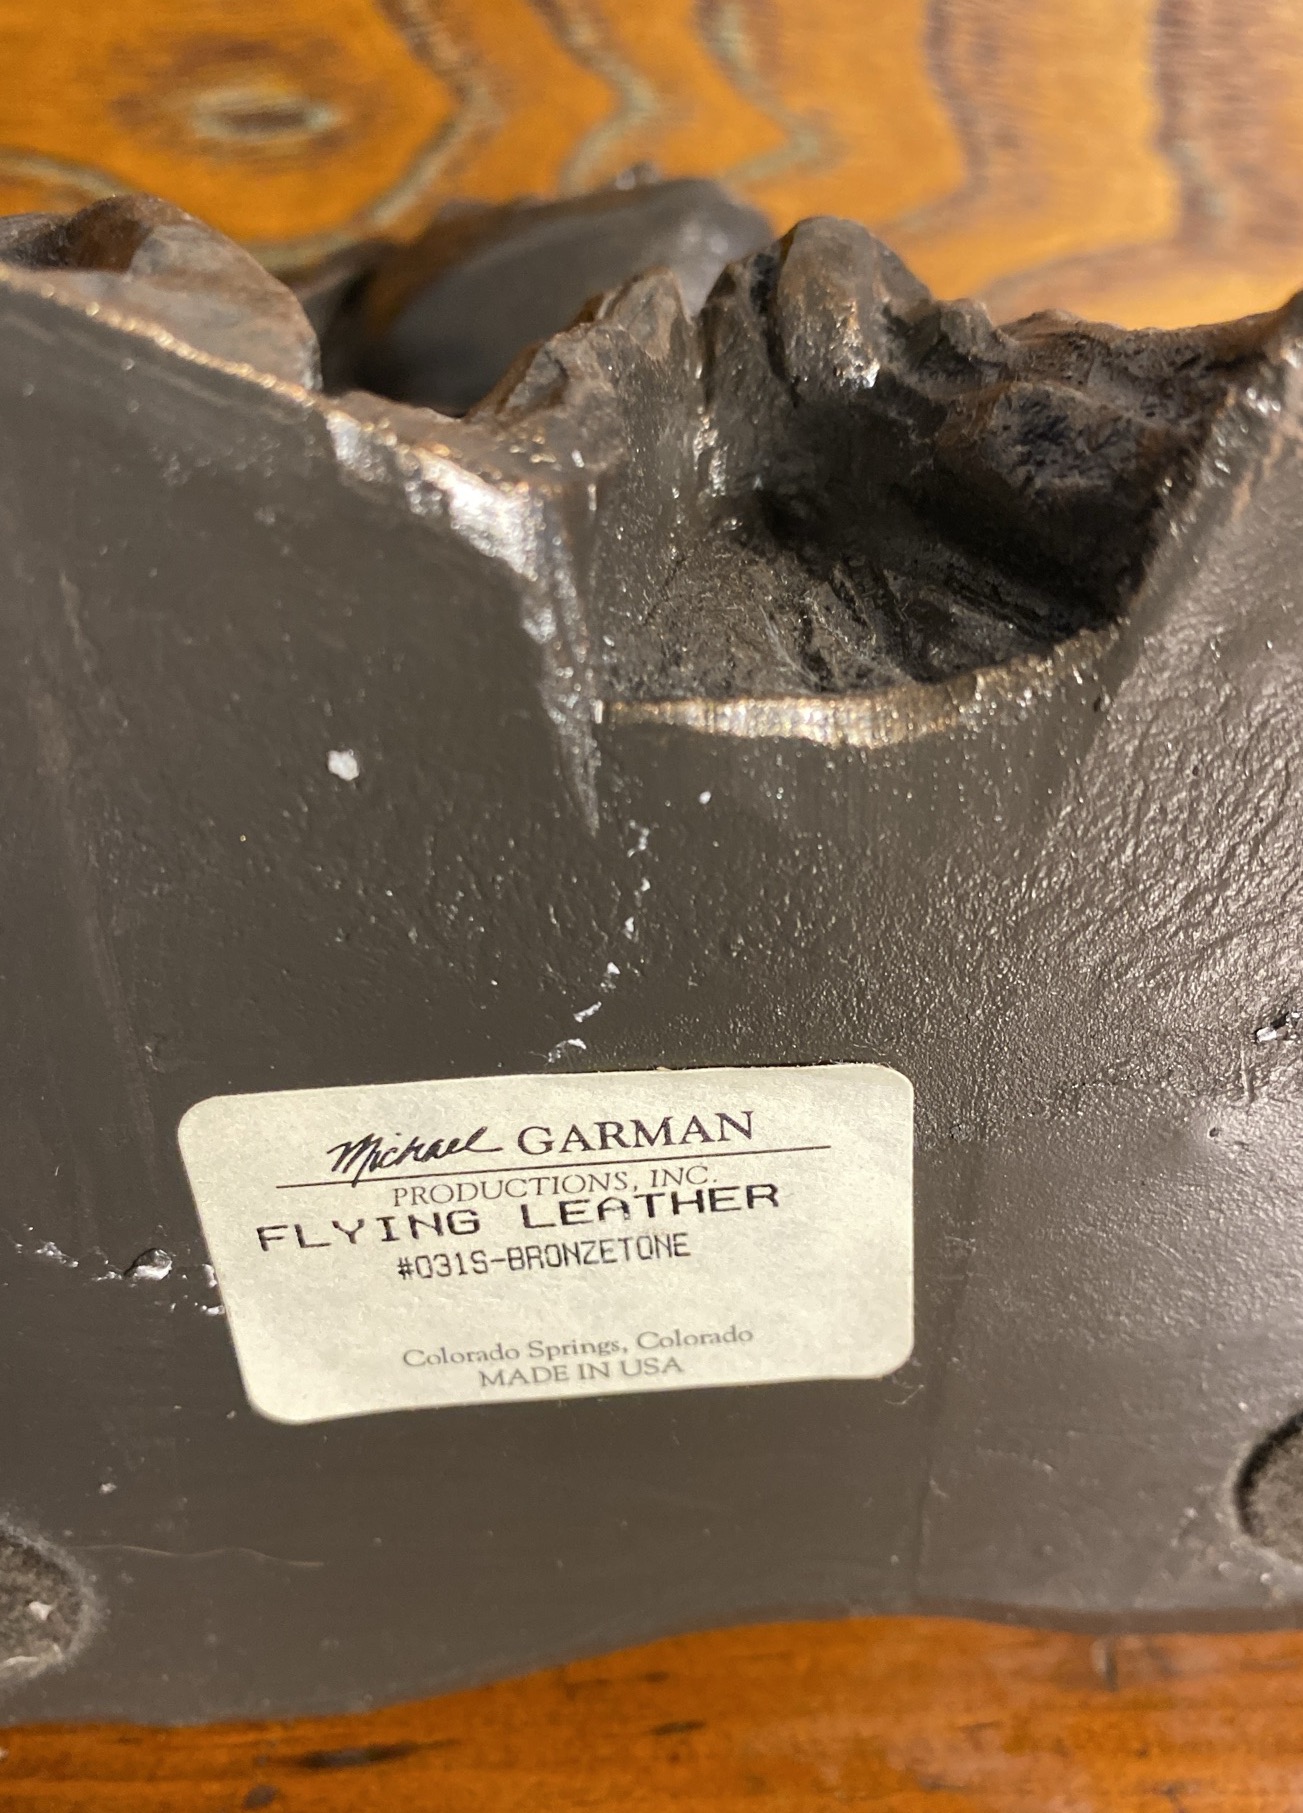 Michael GARMAN
PRODUCTIONS, INC.
FLYING LEATHER
#031S-BRONZETONE
Colorado Springs, Colorado
MADE IN USA